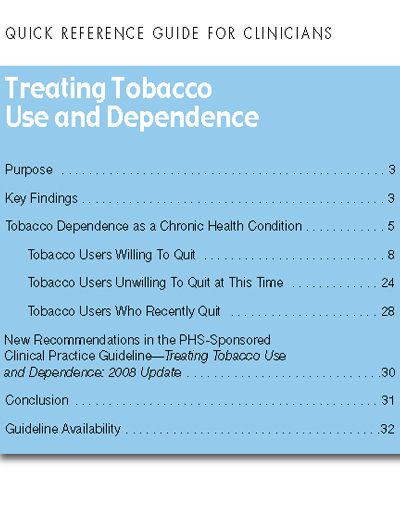 QUICK REFERENCE GUIDE FOR CLINICIANS
Treating Tobacco
Use and Dependence
Purpose . . . . . . . . . . . . . . . . . . . . . . . . . . . . . . . . . . . . . . . . . . . . . . 3
Key Findings . . . . . . . . . . . . . . . . . . . . . . . . . . . . . . . . . . . . . . . . . . . 3
Tobacco Dependence as a Chronic Health Condition . . . . . . . . . . . 5
Tobacco Users Willing To Quit . . . . . . . . . . . . . . . . . . . . . . . . . . 8
Tobacco Users Unwilling To Quit at This Time . . . . . . . . . . . . . 24
Tobacco Users Who Recently Quit . . . . . . . . . . . . . . . . . . . . . . 28
New Recommendations in the PHS-Sponsored
Clinical Practice Guideline—Treating Tobacco Use
and Dependence: 2008 Update . . . . . . . . . . . . . . . . . . . . . . . . . . . .30
Conclusion . . . . . . . . . . . . . . . . . . . . . . . . . . . . . . . . . . . . . . . . . . . . 31
Guideline Availability . . . . . . . . . . . . . . . . . . . . . . . . . . . . . . . . . . . . .32